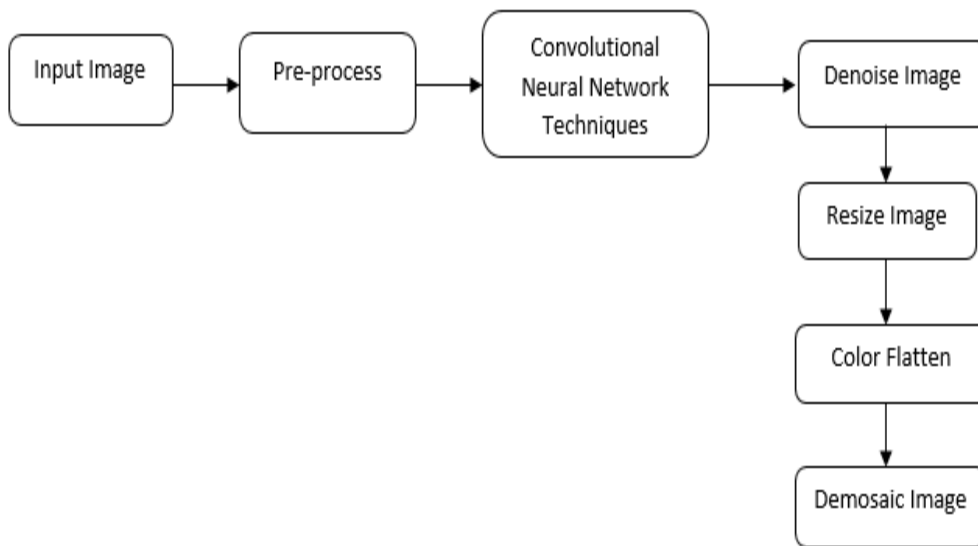 Input Image
Pre-process
Convolutional
Neural Network
Techniques
Denoise Image
Resize Image
Color Flatten
Demosaic Image